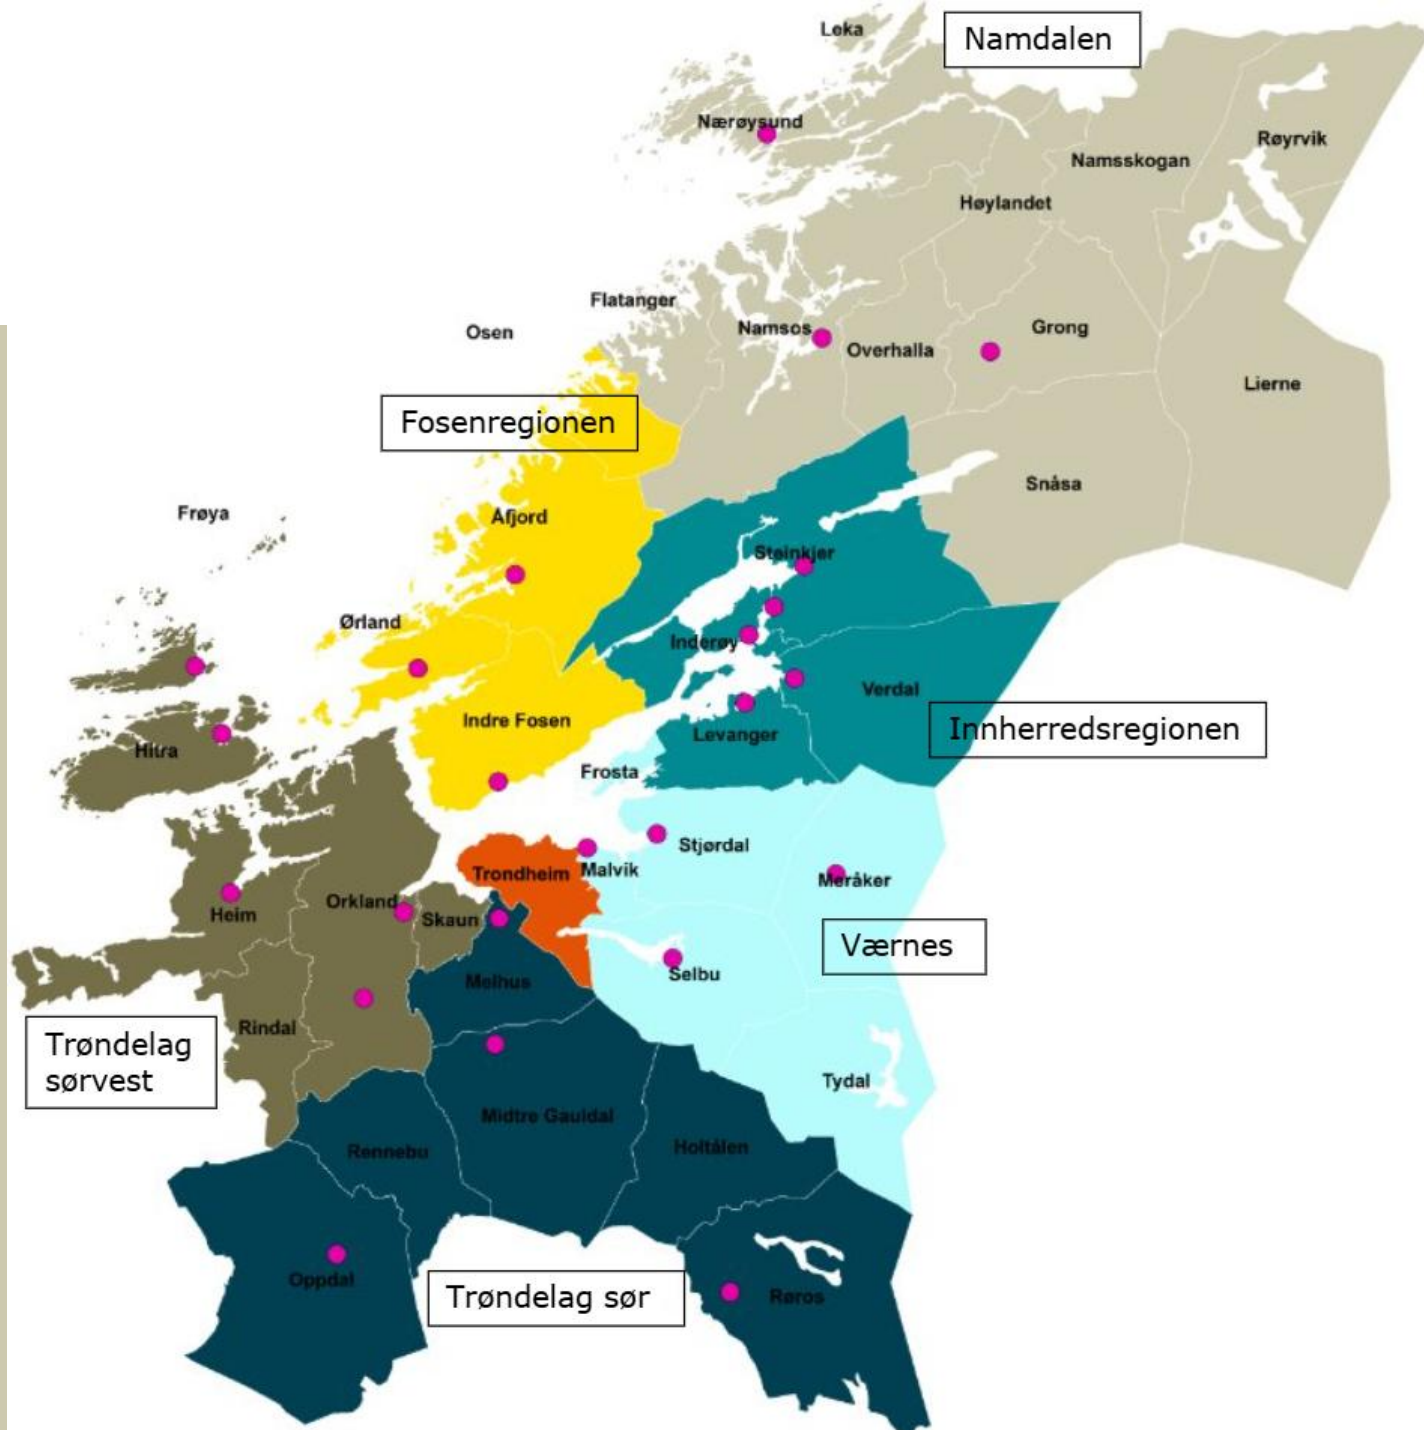 Leka
Namdalen
Nærøysund
Røyrvik
Namsskogan
Høylandet
Flatanger
Osen
Namsos
Grong
Overhalla
Lierne
Fosenregionen
Snåsa
Frøya
Åfjord
Steinkjer
Ørland
Inderøy
Verdal
Indre Fosen
Innherredsregionen
Levanger
Hitra
Frosta
Stjørdal
Trondheim
Malvik
Meråker
Orkland
Heim
Skaun
Værnes
Selbu
Melhus
Rindal
Trøndelag
sørvest
Tydal
Midtre Gauldal
Rennebu
Holtålen
Oppdal
Trøndelag sør
Røros